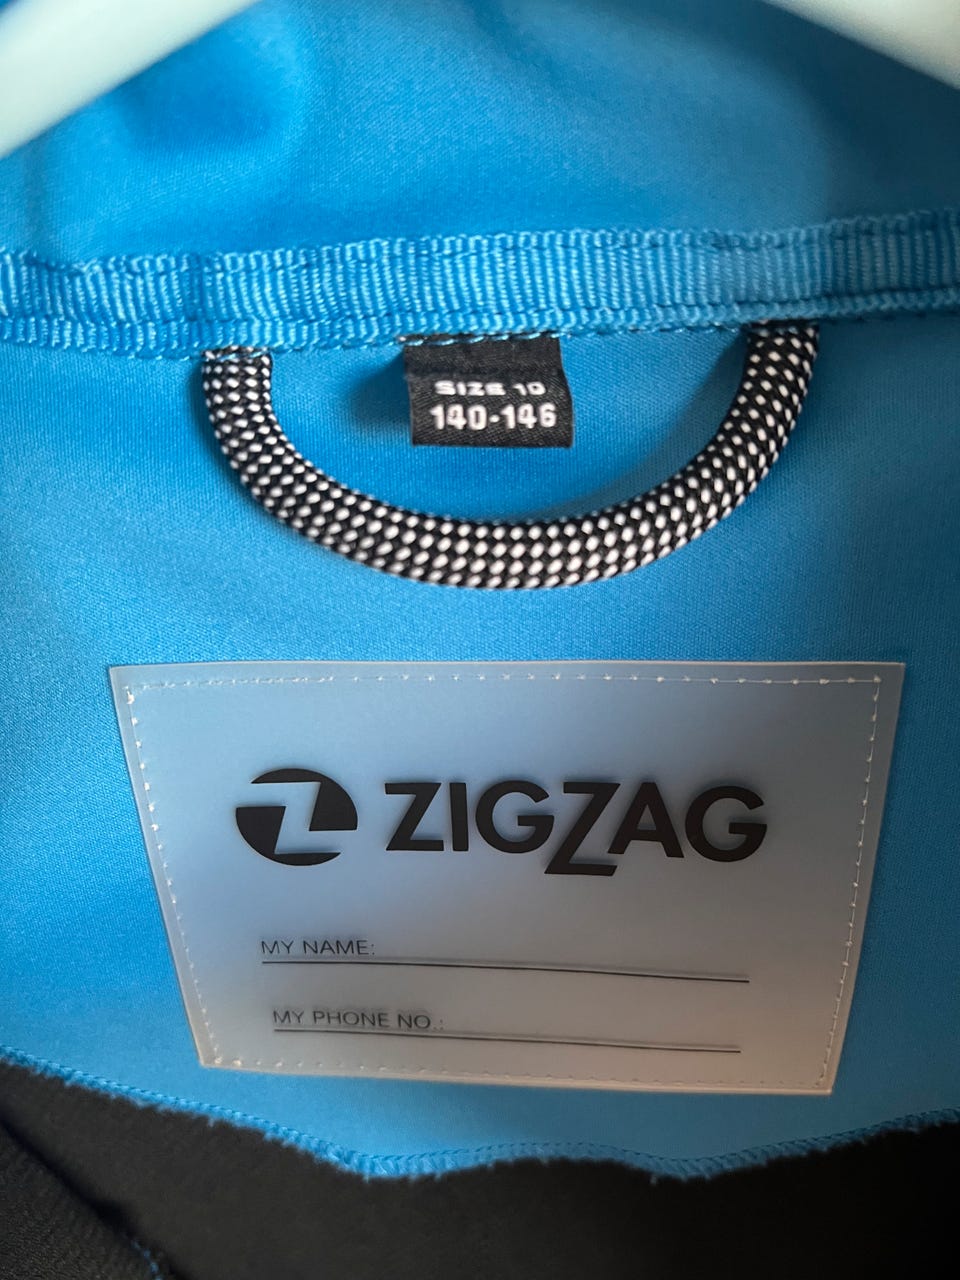 SIZE 10
140-146
ZIGZAG
MY NAME:
MY PHONE NO.: